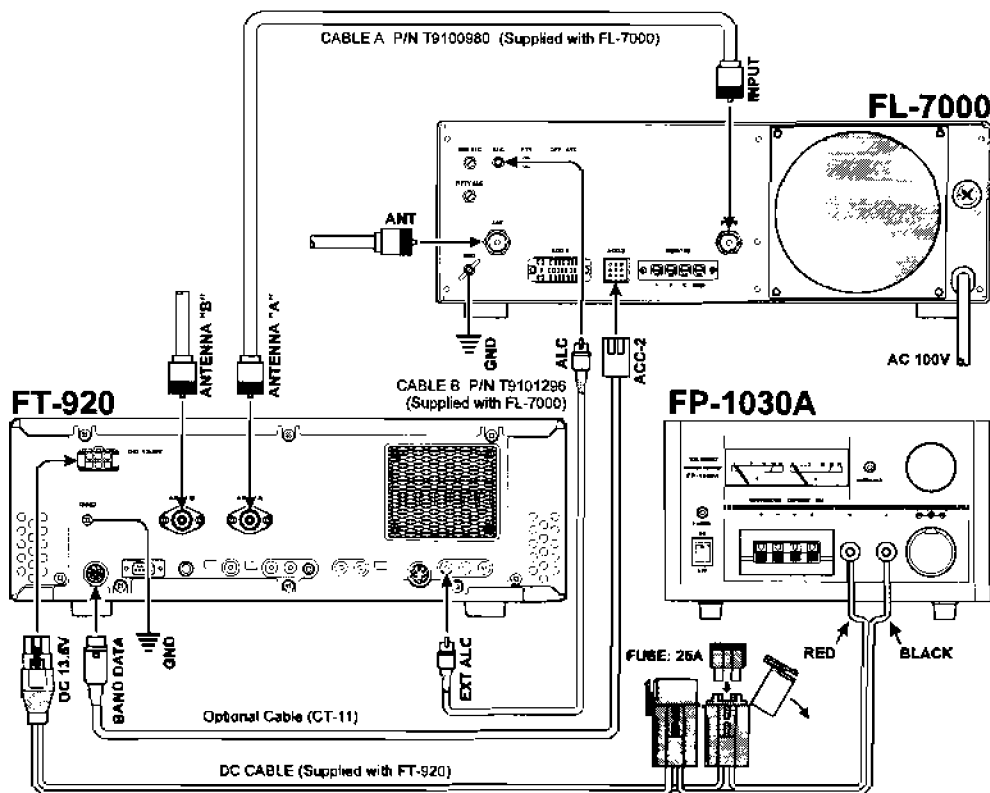 CABLE A P/N T9100980 (Supplied with FL-7000)
INPUT
FL-7000
ANT
GND
ALC
ACC-2
AC 100V
ANTENNA "B"
ANTENNA "A"
CABLE B P/N T9101296
(Supplied with FL-7000)
FT-920
FP-1030A
GND
DC 13.5V
BAND DATA
GND
EXT ALC
FUSE: 25A
RED
BLACK
Optional Cable (CT-11)
DC CABLE (Supplied with FT-920)